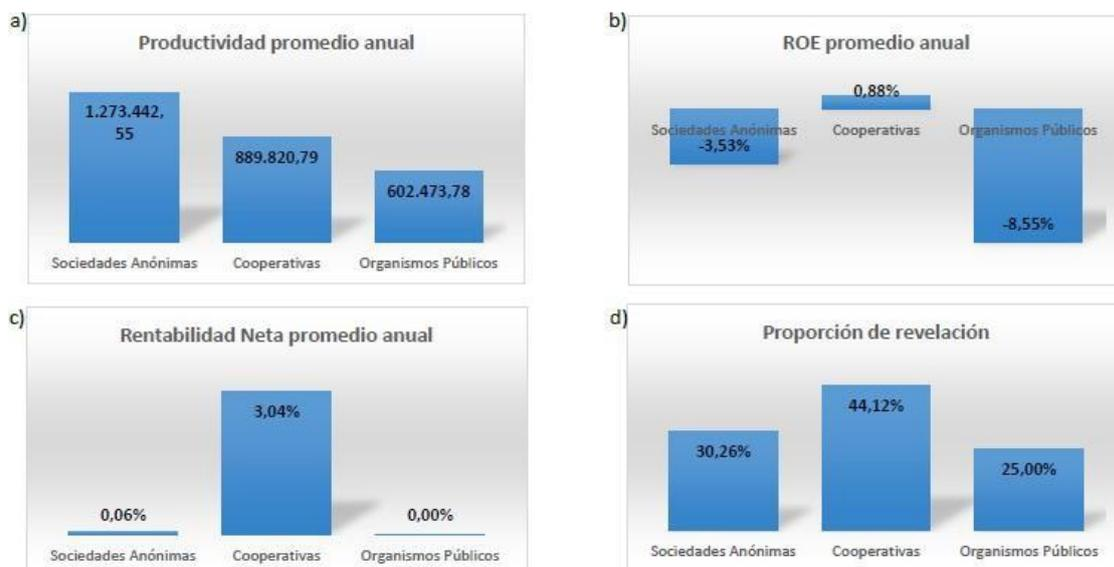 a)
Productividad promedio anual
1.273.442,
55
889.820,79
602.473,78
Sociedades Anónimas
Cooperativas
Organismos Públicos
b)
ROE promedio anual
0,88%
Sociedades Anónimas
Cooperativas
Organismos Públicos
-3,53%
-8,55%
c)
Rentabilidad Neta promedio anual
3,04%
0,06%
0,00%
Sociedades Anónimas
Cooperativas
Organismos Públicos
d)
Proporción de revelación
44,12%
30,26%
25,00%
Sociedades Anónimas
Cooperativas
Organismos Públicos